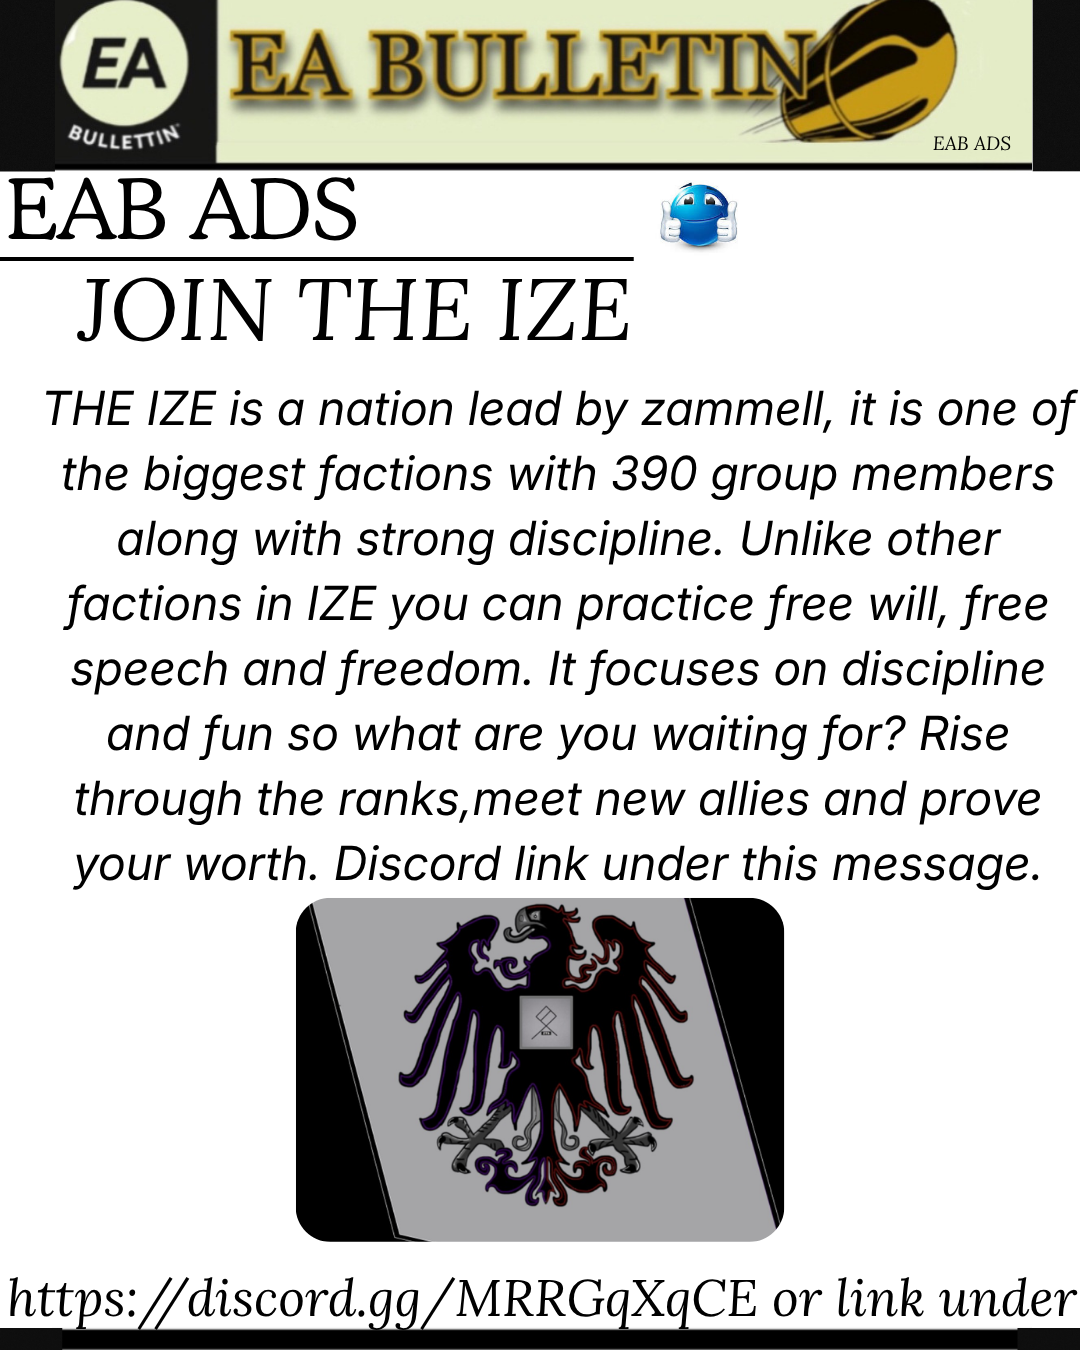 EA
BULLETTIN
EA BULLETIN
EAB ADS
EAB ADS
JOIN THE IZE
THE IZE is a nation lead by zammell, it is one of
the biggest factions with 390 group members
along with strong discipline. Unlike other
factions in IZE you can practice free will, free
speech and freedom. It focuses on discipline
and fun so what are you waiting for? Rise
through the ranks,meet new allies and prove
your worth. Discord link under this message.
https://discord.gg/MRRGqXqCE or link under